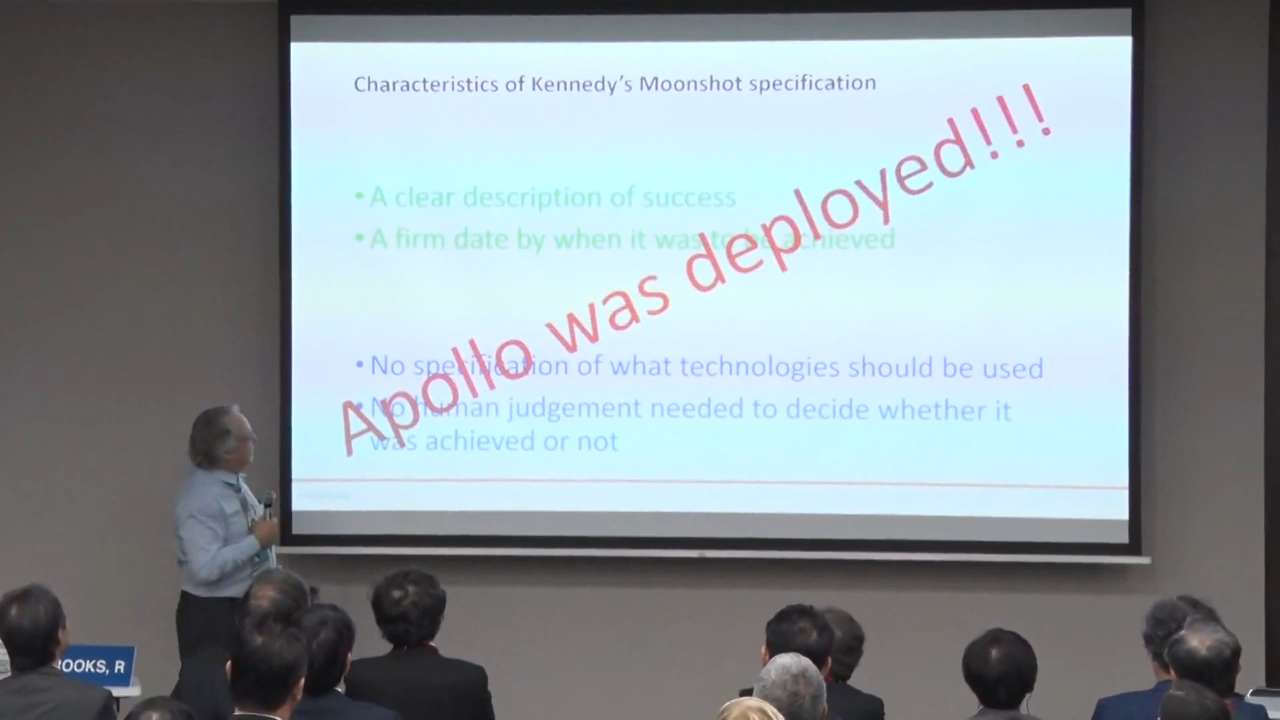 Characteristics of Kennedy's Moonshot specification
• A clear description of success
• A firm date by when it was to be achieved
Apollo was deployed!!!
• No specification of what technologies should be used
• No human judgement needed to decide whether it
was achieved or not
OOKS, R